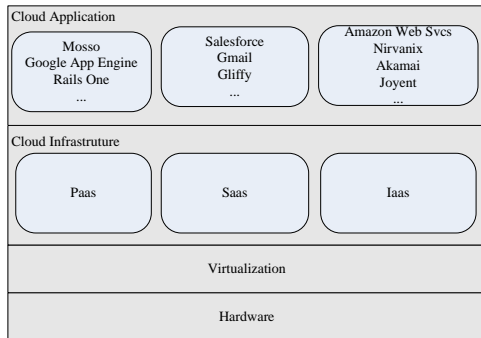 Cloud Application
Mosso
Google App Engine
Rails One
...
Salesforce
Gmail
Gliffy
...
Amazon Web Svcs
Nirvanix
Akamai
Joyent
...
Cloud Infrastruture
Paas
Saas
Iaas
Virtualization
Hardware